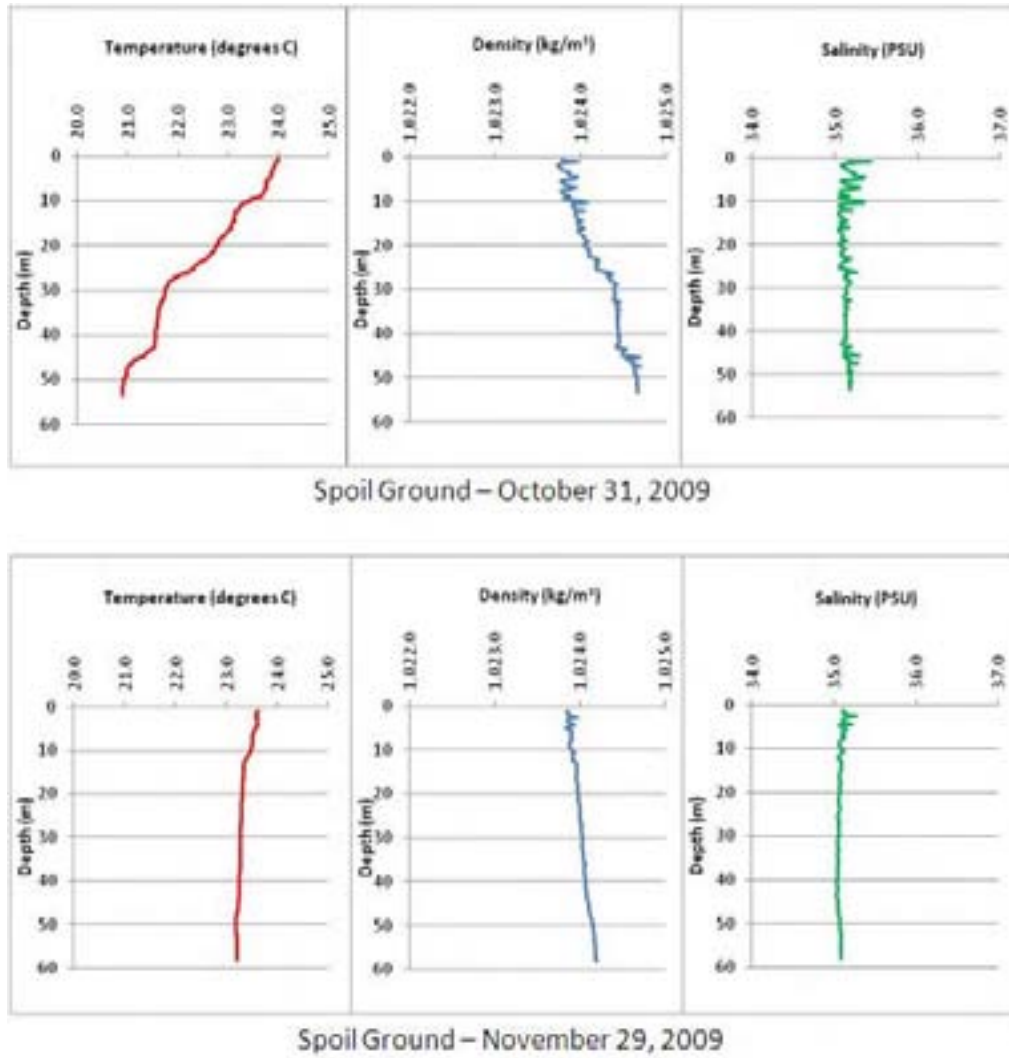 Temperature (degrees C)
20.0 21.0 22.0 23.0 24.0 25.0
0
10
20
30
40
50
60
Depth (m)
Density (kg/m³)
1.022.0 1.023.0 1.024.0 1.025.0
0
10
20
30
40
50
60
Depth (m)
Salinity (PSU)
34.0 35.0 36.0 37.0
0
10
20
30
40
50
60
Depth (m)
Spoil Ground – October 31, 2009
Temperature (degrees C)
20.0 21.0 22.0 23.0 24.0 25.0
0
10
20
30
40
50
60
Depth (m)
Density (kg/m³)
1.022.0 1.023.0 1.024.0 1.025.0
0
10
20
30
40
50
60
Depth (m)
Salinity (PSU)
34.0 35.0 36.0 37.0
0
10
20
30
40
50
60
Depth (m)
Spoil Ground – November 29, 2009